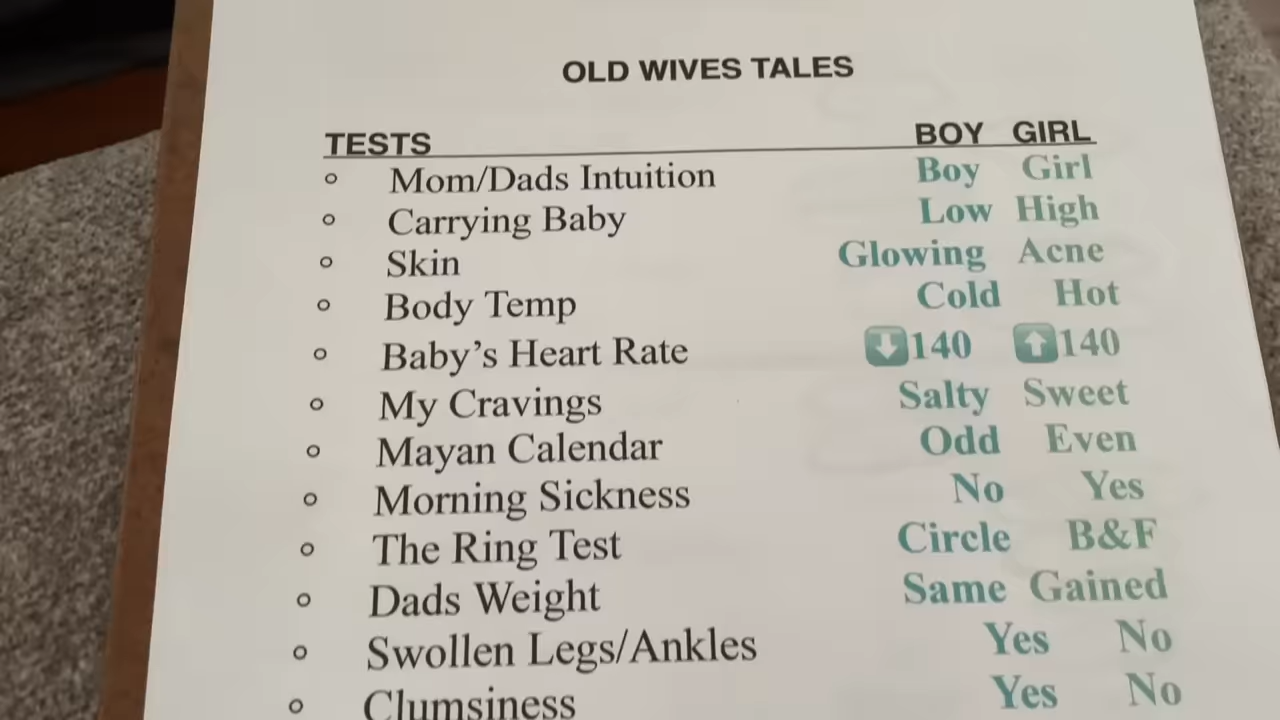 OLD WIVES TALES
TESTS BOY GIRL
Mom/Dads Intuition Boy Girl
Carrying Baby Low High
Skin Glowing Acne
Body Temp Cold Hot
Baby's Heart Rate ⬇140 ⬆140
My Cravings Salty Sweet
Mayan Calendar Odd Even
Morning Sickness No Yes
The Ring Test Circle B&F
Dads Weight Same Gained
Swollen Legs/Ankles Yes No
Clumsiness Yes No